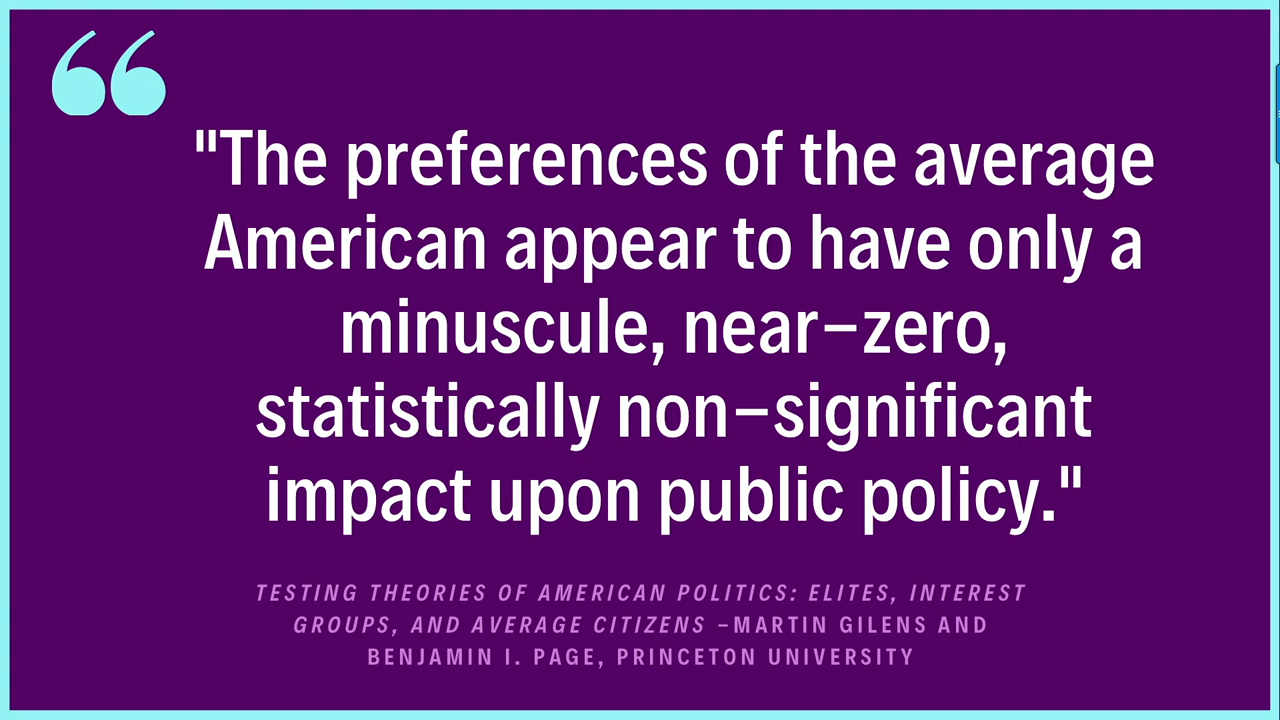 "The preferences of the average
American appear to have only a
minuscule, near–zero,
statistically non–significant
impact upon public policy."
TESTING THEORIES OF AMERICAN POLITICS: ELITES, INTEREST
GROUPS, AND AVERAGE CITIZENS –MARTIN GILENS AND
BENJAMIN I. PAGE, PRINCETON UNIVERSITY